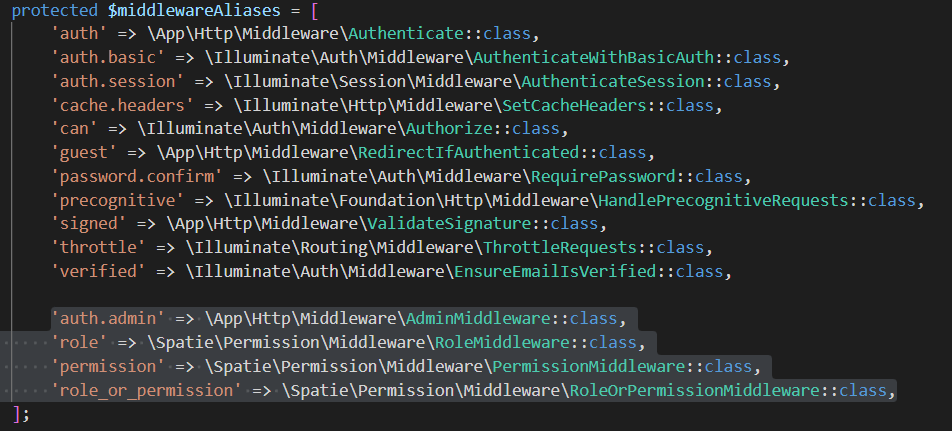 protected $middlewareAliases = [
    'auth' => \App\Http\Middleware\Authenticate::class,
    'auth.basic' => \Illuminate\Auth\Middleware\AuthenticateWithBasicAuth::class,
    'auth.session' => \Illuminate\Session\Middleware\AuthenticateSession::class,
    'cache.headers' => \Illuminate\Http\Middleware\SetCacheHeaders::class,
    'can' => \Illuminate\Auth\Middleware\Authorize::class,
    'guest' => \App\Http\Middleware\RedirectIfAuthenticated::class,
    'password.confirm' => \Illuminate\Auth\Middleware\RequirePassword::class,
    'precognitive' => \Illuminate\Foundation\Http\Middleware\HandlePrecognitiveRequests::class,
    'signed' => \App\Http\Middleware\ValidateSignature::class,
    'throttle' => \Illuminate\Routing\Middleware\ThrottleRequests::class,
    'verified' => \Illuminate\Auth\Middleware\EnsureEmailIsVerified::class,

    'auth.admin' => \App\Http\Middleware\AdminMiddleware::class,
    'role' => \Spatie\Permission\Middleware\RoleMiddleware::class,
    'permission' => \Spatie\Permission\Middleware\PermissionMiddleware::class,
    'role_or_permission' => \Spatie\Permission\Middleware\RoleOrPermissionMiddleware::class,
];